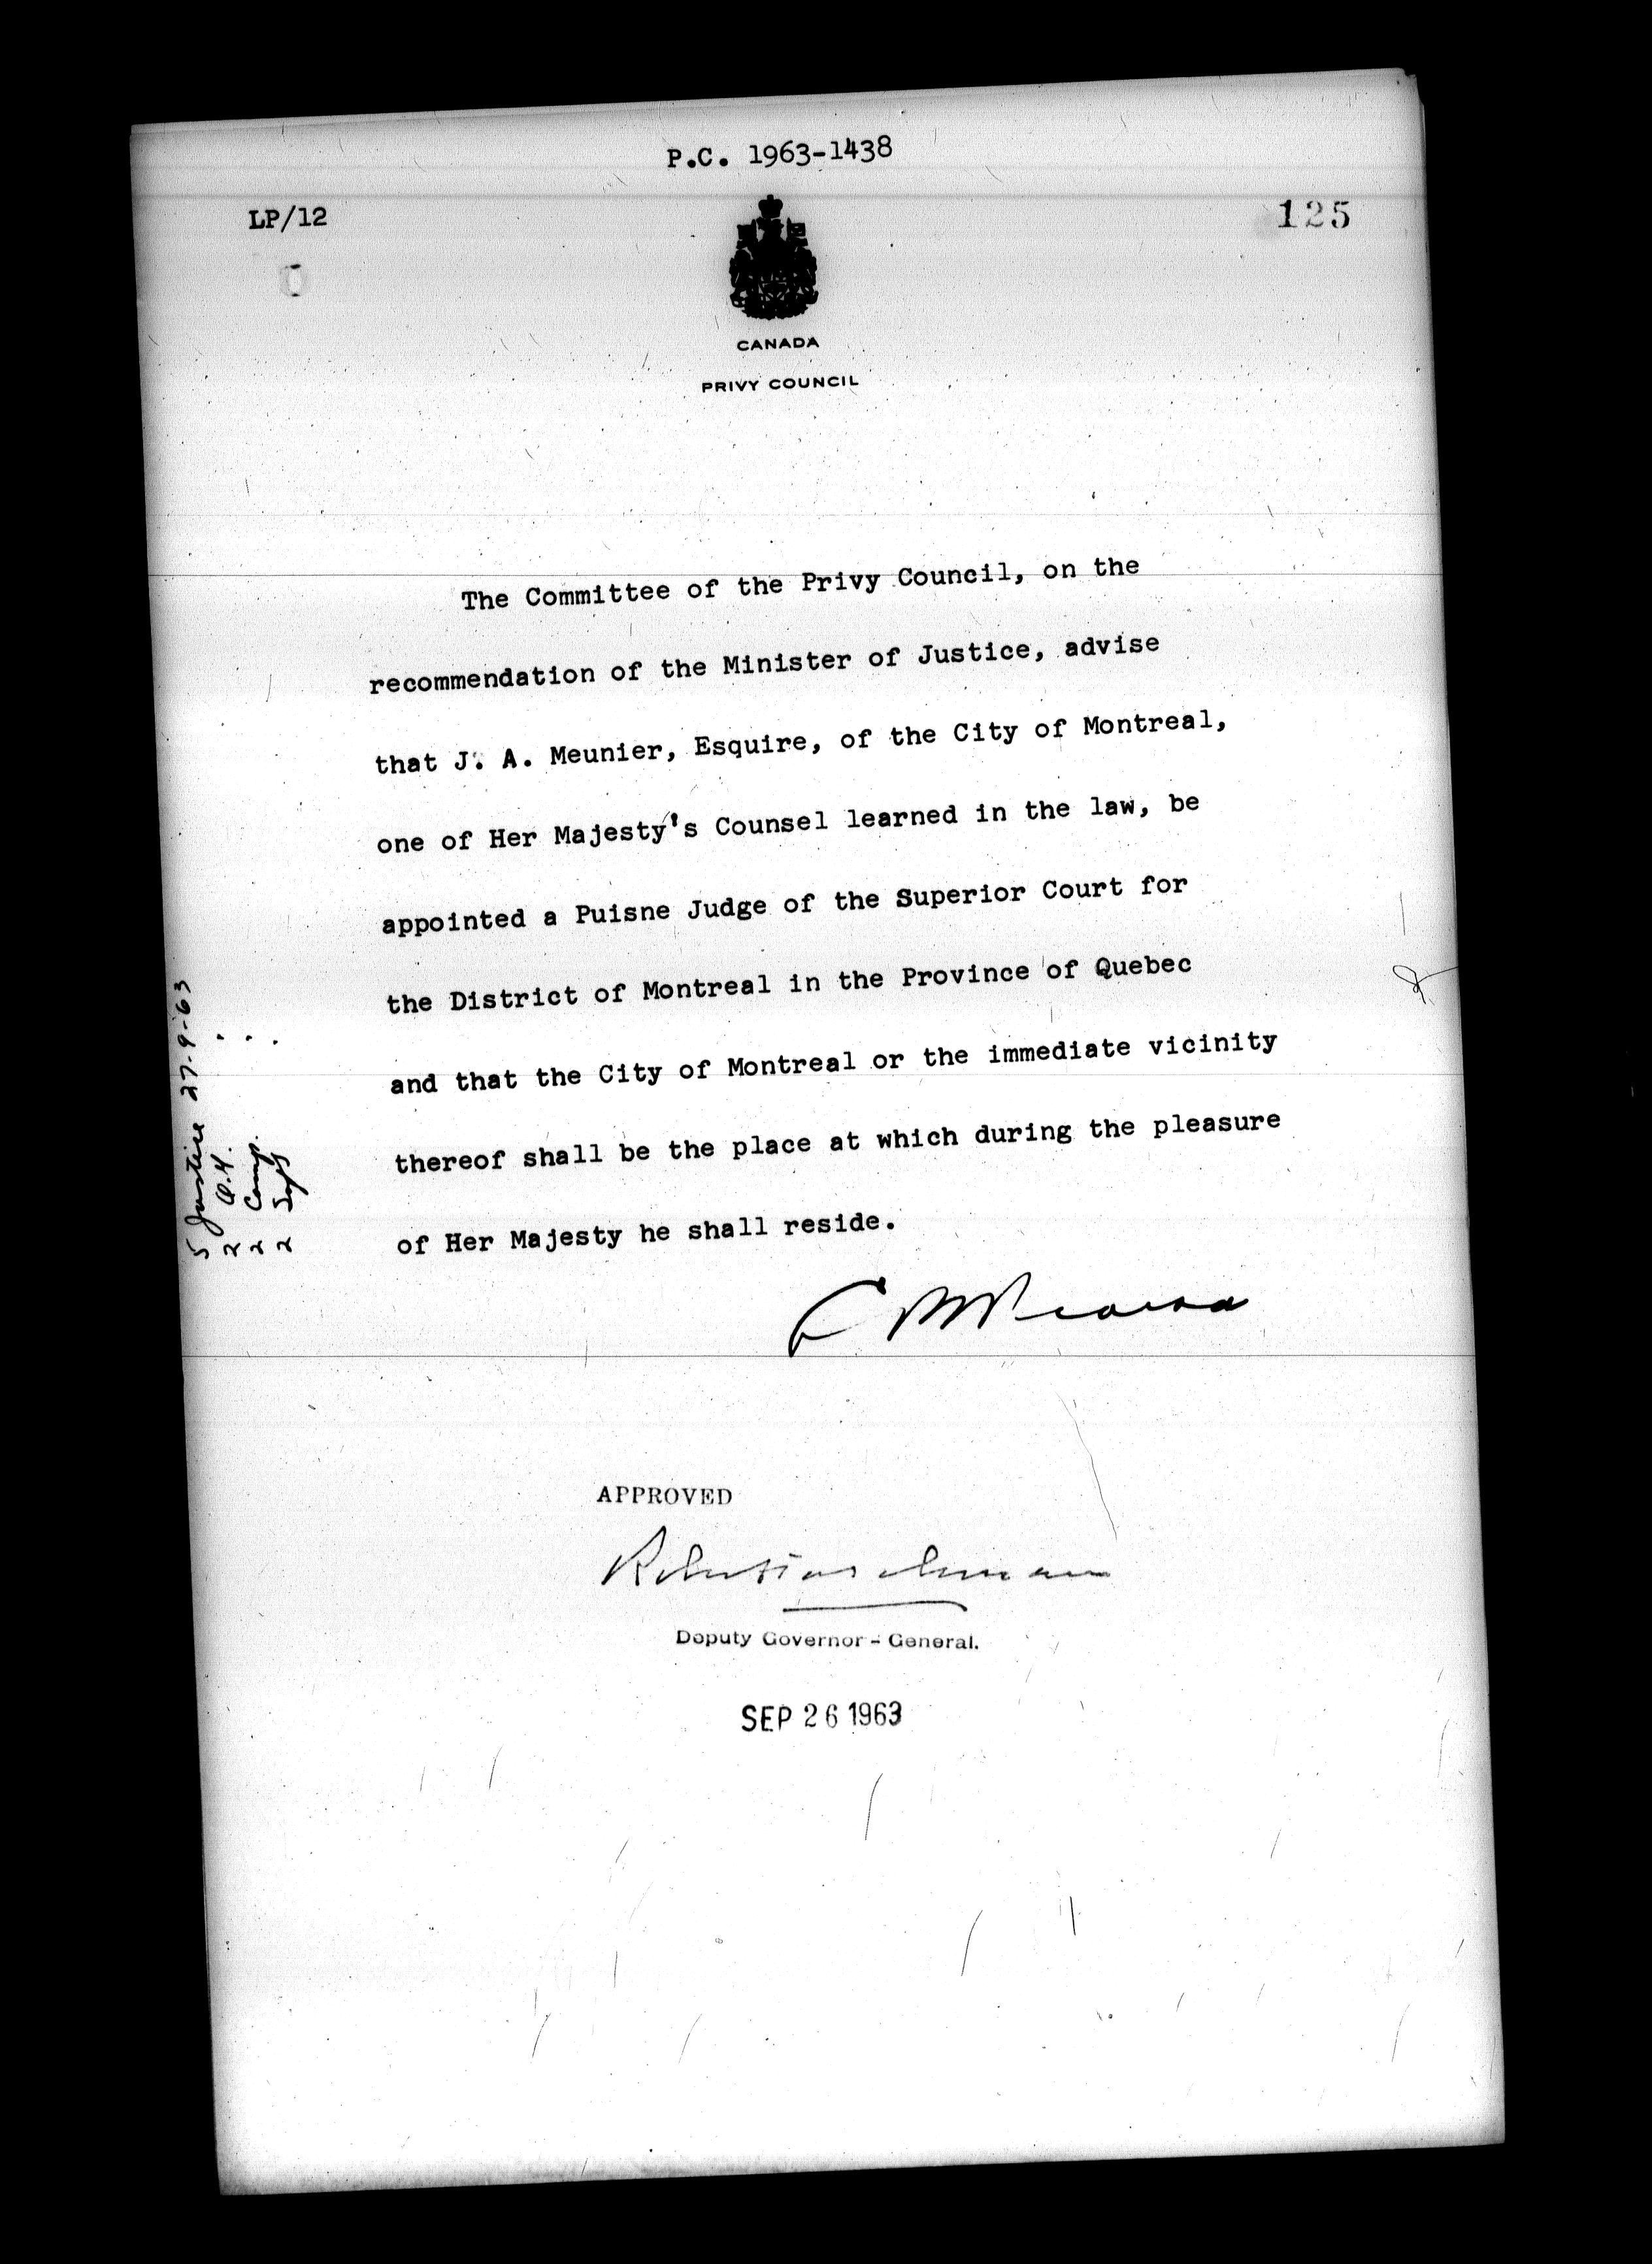 P.C. 1963-1438
LP/12
125
CANADA
PRIVY COUNCIL
The Committee of the Privy Council, on the
recommendation of the Minister of Justice, advise
that J. A. Meunier, Esquire, of the City of Montreal,
one of Her Majesty's Counsel learned in the law, be
appointed a Puisne Judge of the Superior Court for
the District of Montreal in the Province of Quebec
and that the City of Montreal or the immediate vicinity
thereof shall be the place at which during the pleasure
of Her Majesty he shall reside.
5 Justice 27-9-63
2
2 Comp.
2
APPROVED
Deputy Governor - General.
SEP 26 1963